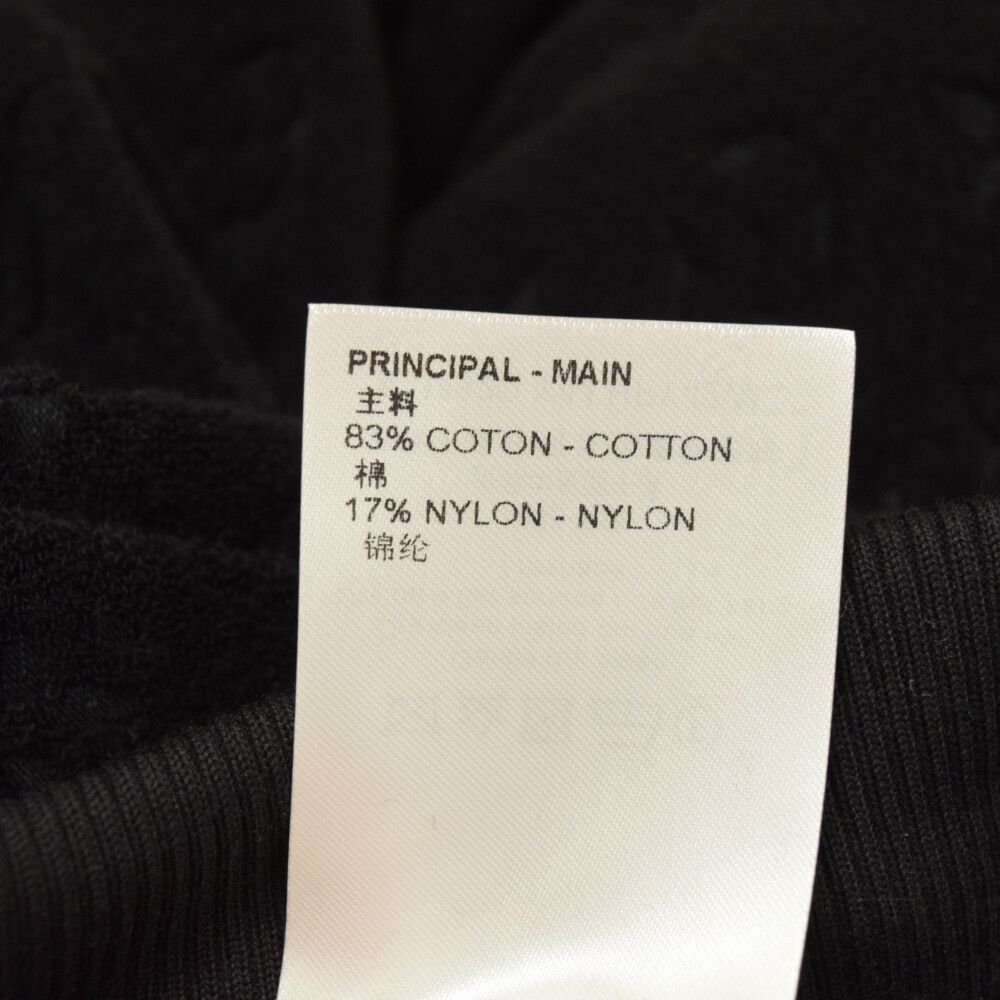 PRINCIPAL - MAIN
主料
83% COTON - COTTON
棉
17% NYLON - NYLON
锦纶